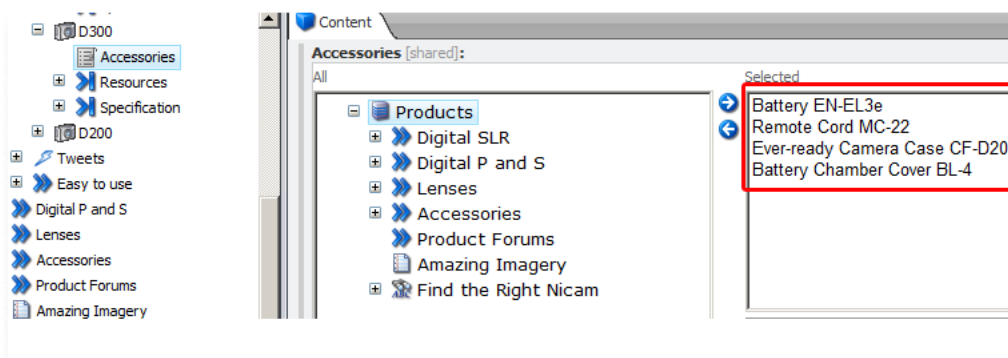 D300
Accessories
Resources
Specification
D200
Tweets
Easy to use
Digital P and S
Lenses
Accessories
Product Forums
Amazing Imagery
Content
Accessories [shared]:
All
Products
Digital SLR
Digital P and S
Lenses
Accessories
Product Forums
Amazing Imagery
Find the Right Nicam
Selected
Battery EN-EL3e
Remote Cord MC-22
Ever-ready Camera Case CF-D20
Battery Chamber Cover BL-4